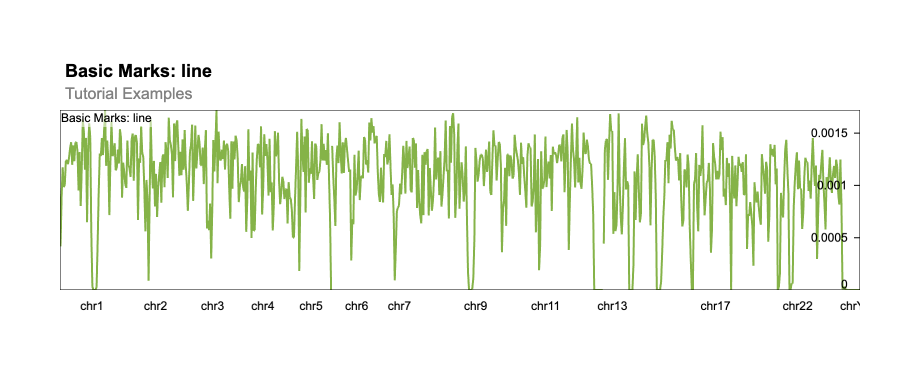 Basic Marks: line
Tutorial Examples
Basic Marks: line
0.0015
0.001
0.0005
0
chr1 chr2 chr3 chr4 chr5 chr6 chr7 chr9 chr11 chr13 chr17 chr22